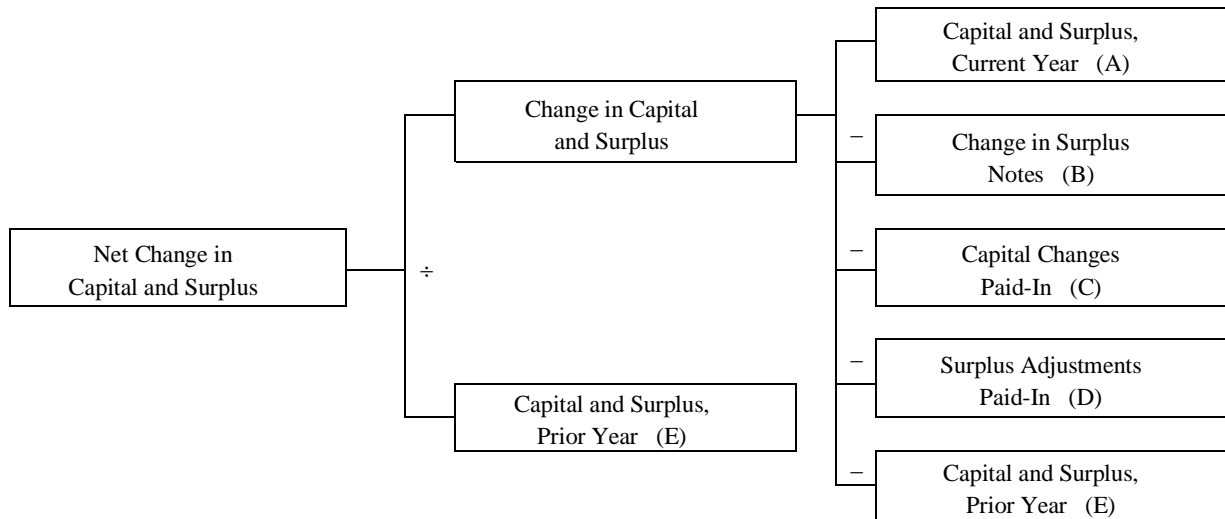 Capital and Surplus,
Current Year (A)
Change in Capital
and Surplus
–
Change in Surplus
Notes (B)
Net Change in
Capital and Surplus
÷
–
Capital Changes
Paid-In (C)
–
Surplus Adjustments
Paid-In (D)
Capital and Surplus,
Prior Year (E)
–
Capital and Surplus,
Prior Year (E)